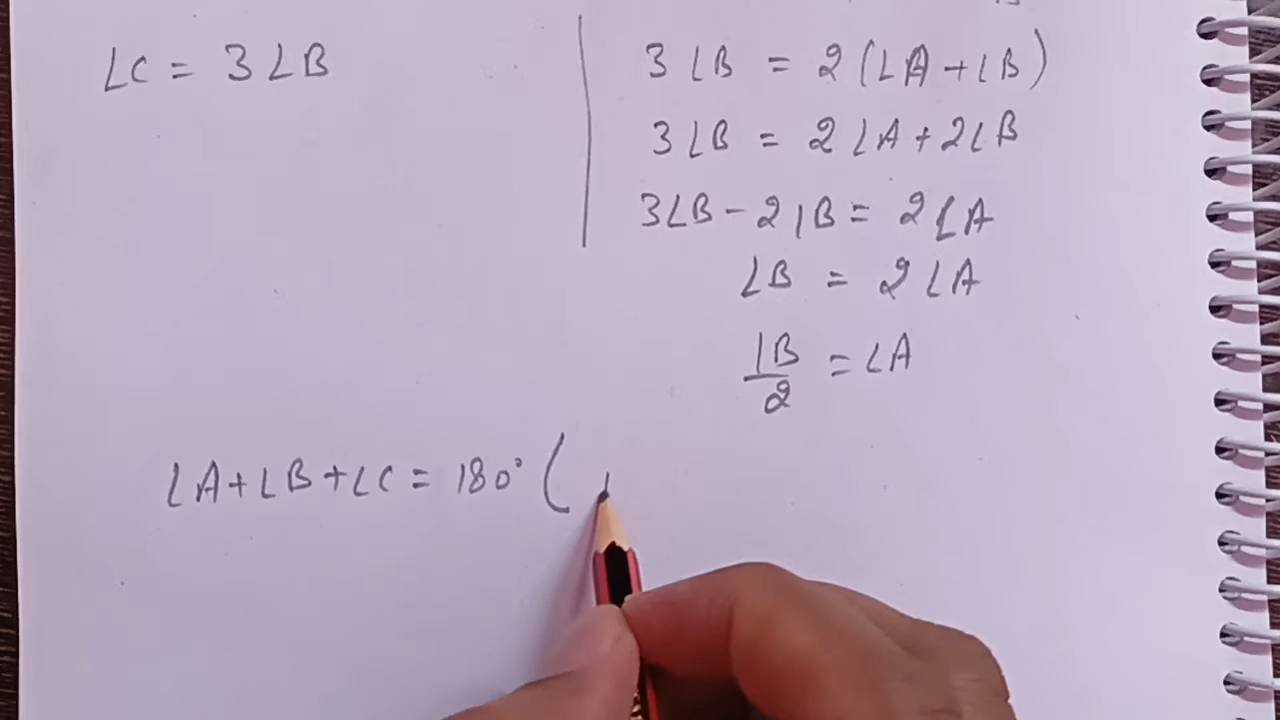 ∠C = 3∠B
3∠B = 2(∠A+∠B)
3∠B = 2∠A+2∠B
3∠B-2∠B = 2∠A
∠B = 2∠A
∠B/2 = ∠A
∠A+∠B+∠C = 180° (